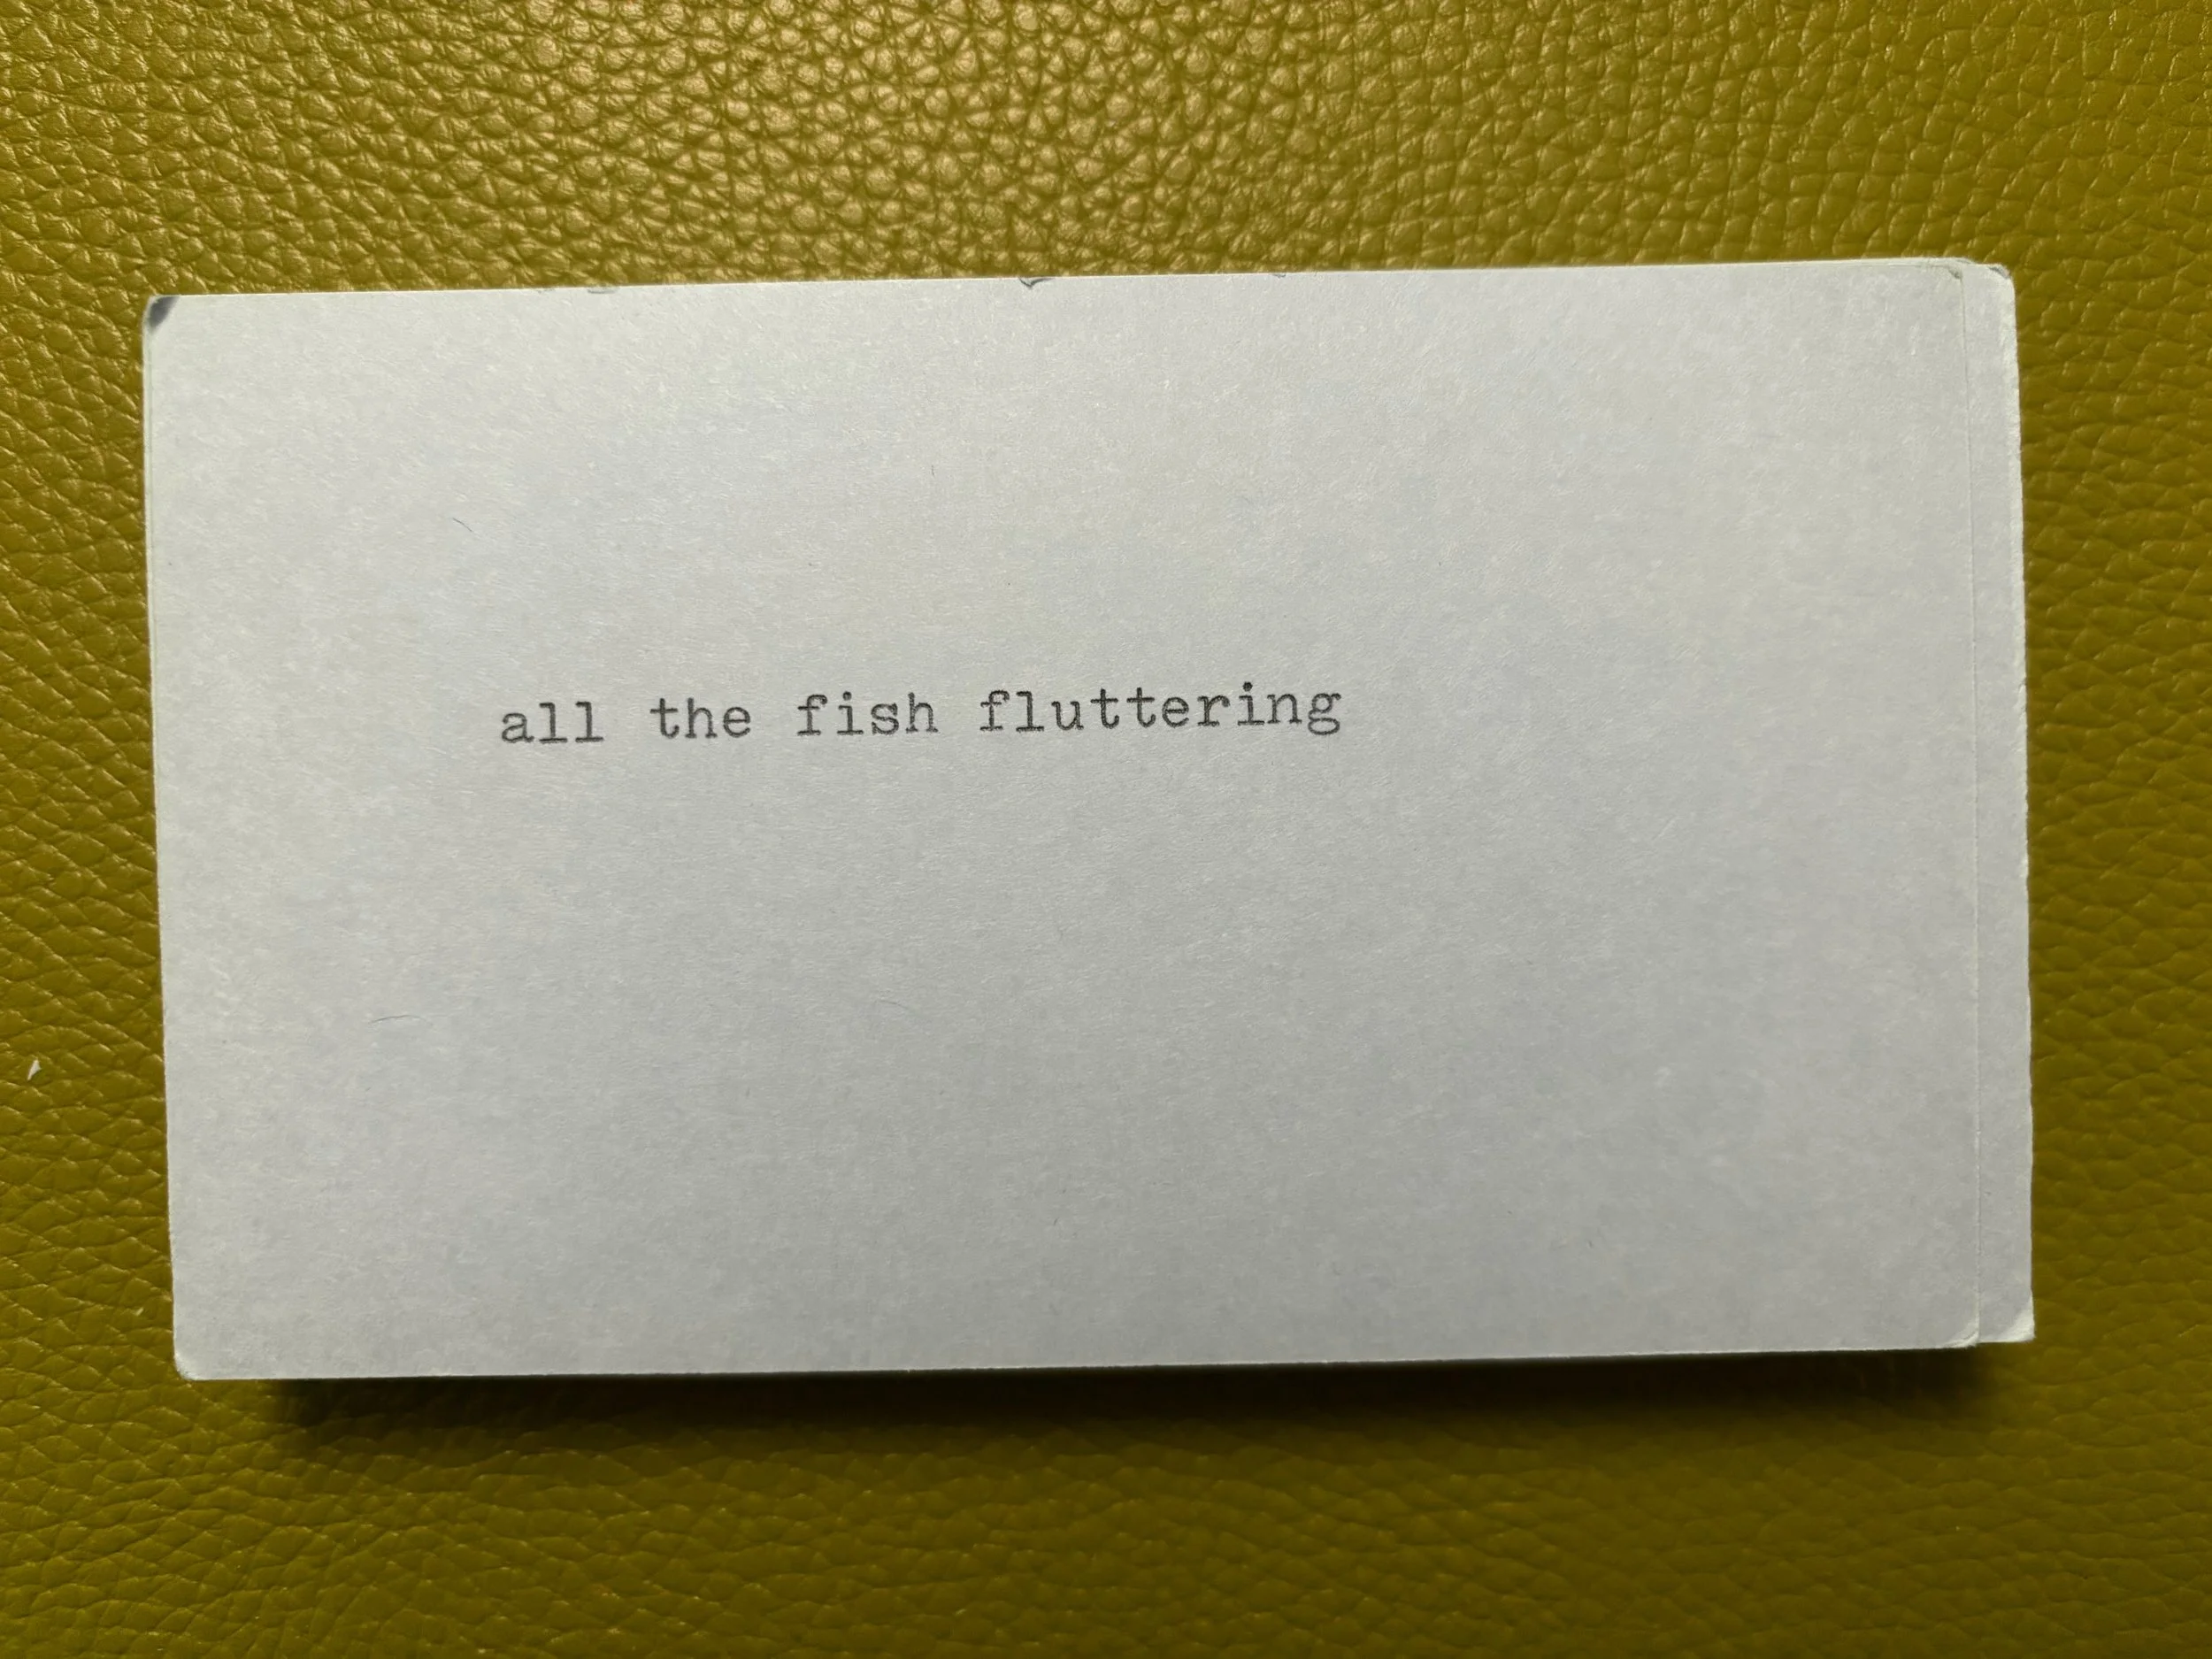 all the fish fluttering